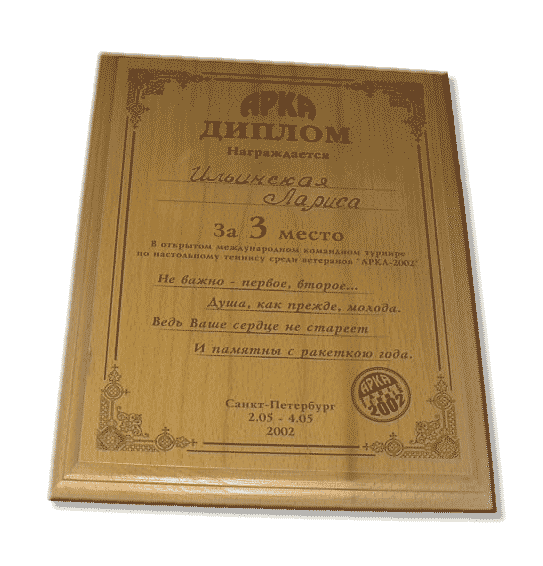 АРКА
ДИПЛОМ
Награждается
Ильинская
Лариса
За 3 место
В открытом международном командном турнире
по настольному теннису среди ветеранов "АРКА-2002"
Не важно - первое, второе...
Душа, как прежде, молода.
Ведь Ваше сердце не стареет
И памятны с ракеткою года.
АРКА
2002
Санкт-Петербург
2.05 - 4.05
2002